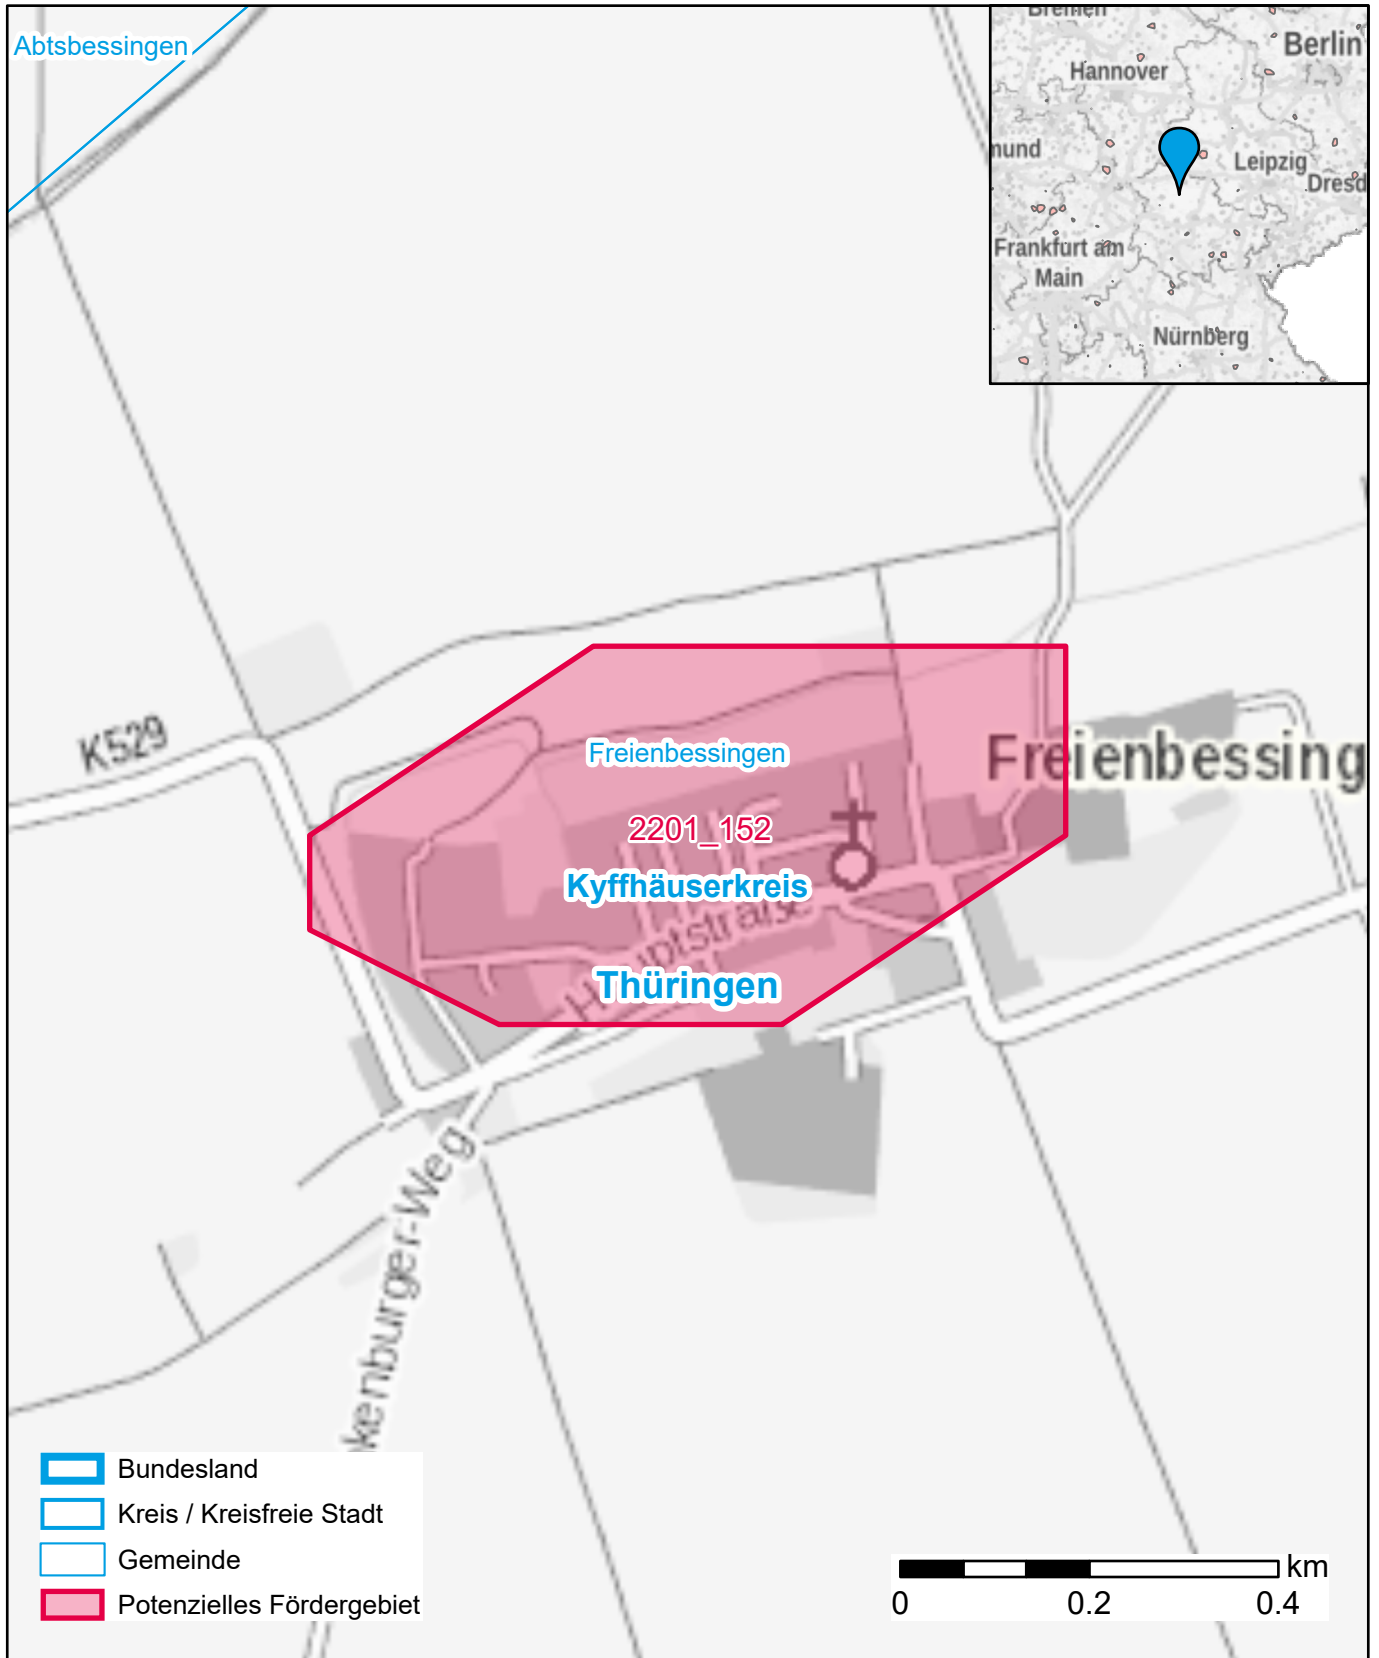 Abtsbessingen
Bremen
Berlin
Hannover
mund
Leipzig
Dresd
Frankfurt am
Main
Nürnberg
K529
Freienbessingen
Freienbessing
2201_152
Kyffhäuserkreis
Hauptstraße
Thüringen
kenburger-Weg
Bundesland
Kreis / Kreisfreie Stadt
Gemeinde
Potenzielles Fördergebiet
km
0 0.2 0.4